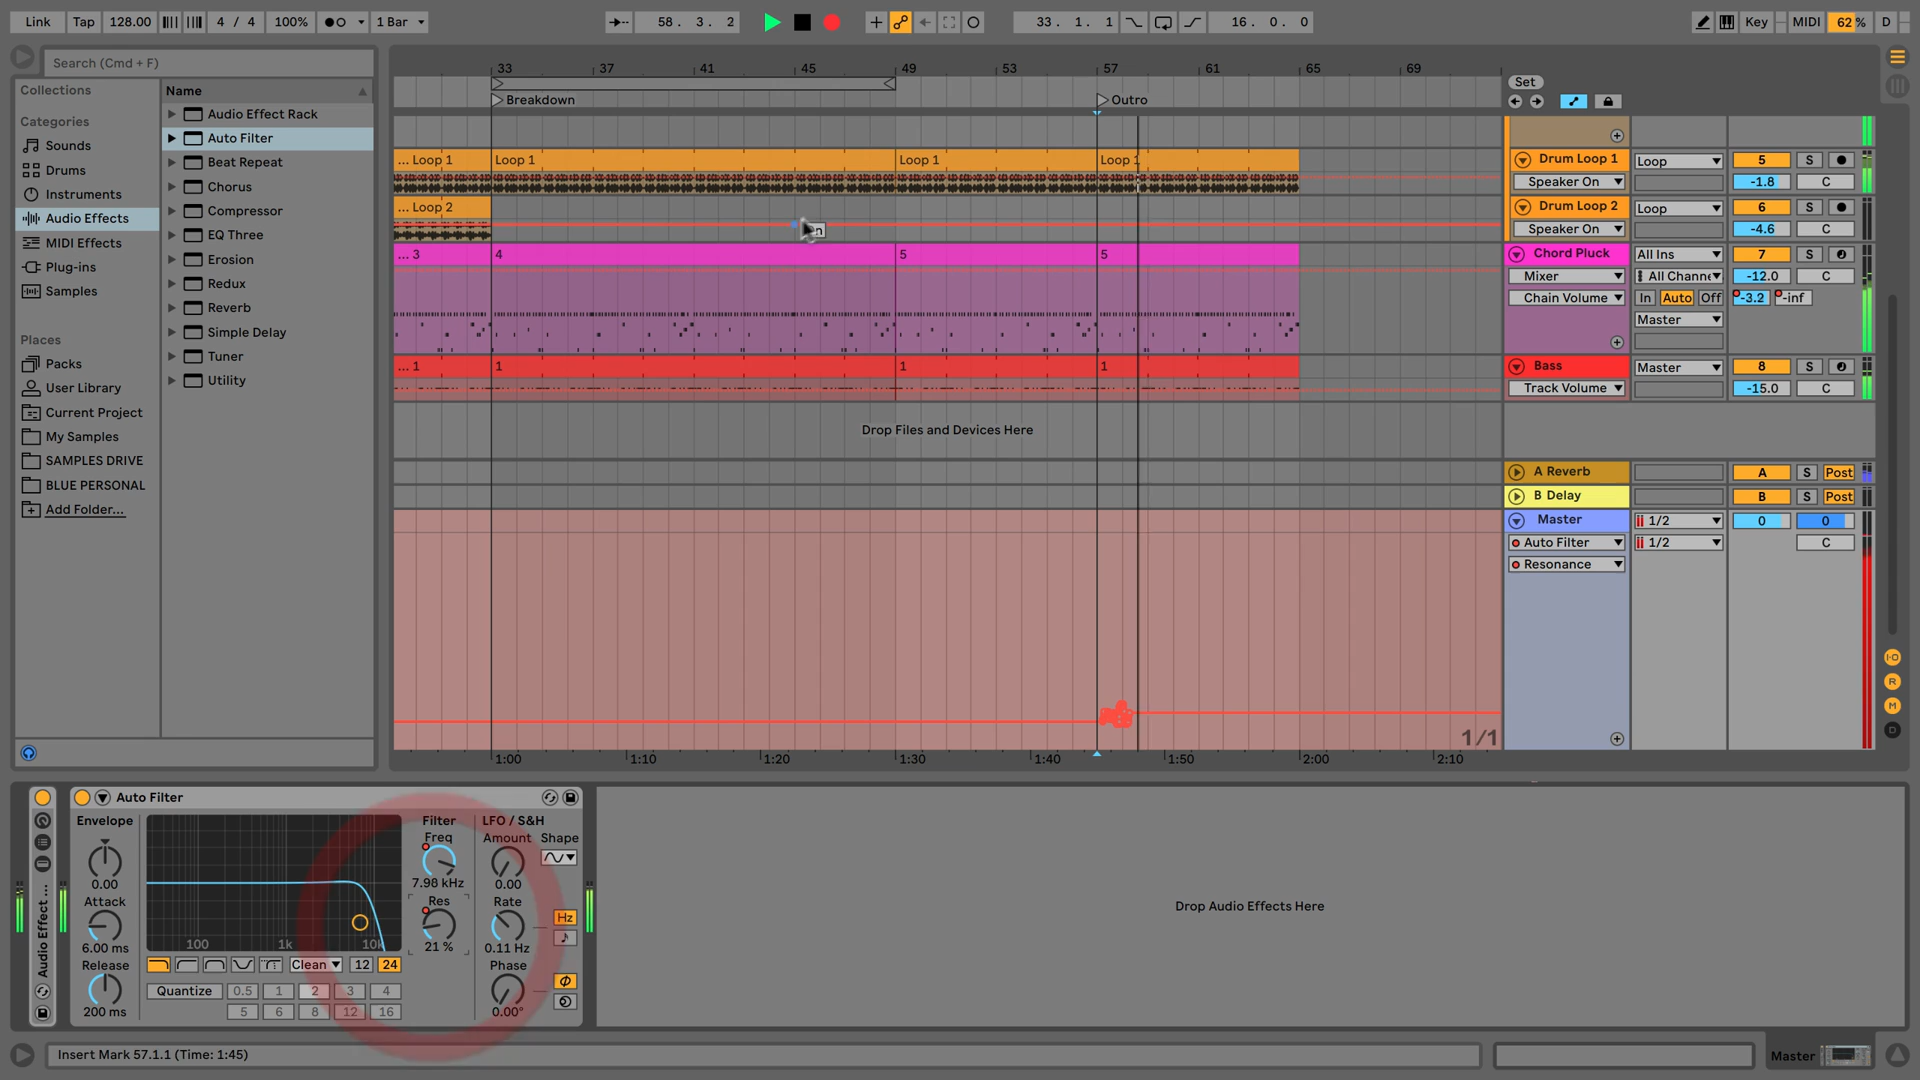 Link Tap 128.00 4 / 4 100% 1 Bar 58 . 3 . 2 33 . 1 . 1 16 . 0 . 0 Key MIDI 62 % D
Search (Cmd + F)
Collections
Categories
Sounds
Drums
Instruments
Audio Effects
MIDI Effects
Plug-ins
Samples
Places
Packs
User Library
Current Project
My Samples
SAMPLES DRIVE
BLUE PERSONAL
Add Folder...
Name
Audio Effect Rack
Auto Filter
Beat Repeat
Chorus
Compressor
EQ Three
Erosion
Redux
Reverb
Simple Delay
Tuner
Utility
33 37 41 45 49 53 57 61 65 69
Breakdown Outro
... Loop 1 Loop 1 Loop 1 Loop 1
... Loop 2
... 3 4 5 5
... 1 1 1 1
Drop Files and Devices Here
1/1
1:00 1:10 1:20 1:30 1:40 1:50 2:00 2:10
Set
Drum Loop 1 Loop 5 S
Speaker On -1.8 C
Drum Loop 2 Loop 6 S
Speaker On -4.6 C
Chord Pluck All Ins 7 S
Mixer All Channe -12.0 C
Chain Volume In Auto Off -3.2 -inf
Master
Bass Master 8 S
Track Volume -15.0 C
A Reverb A S Post
B Delay B S Post
Master 1/2 0 0
Auto Filter 1/2 C
Resonance
I-O
R
M
D
Audio Effect ...
Auto Filter
Envelope
0.00
Attack
6.00 ms
Release
200 ms
100 1k 10k
Clean 12 24
Quantize 0.5 1 2 3 4
5 6 8 12 16
Filter
Freq
7.98 kHz
Res
21 %
LFO / S&H
Amount Shape
0.00
Rate
Hz
0.11 Hz
Phase
0.00°
Drop Audio Effects Here
Insert Mark 57.1.1 (Time: 1:45)
Master